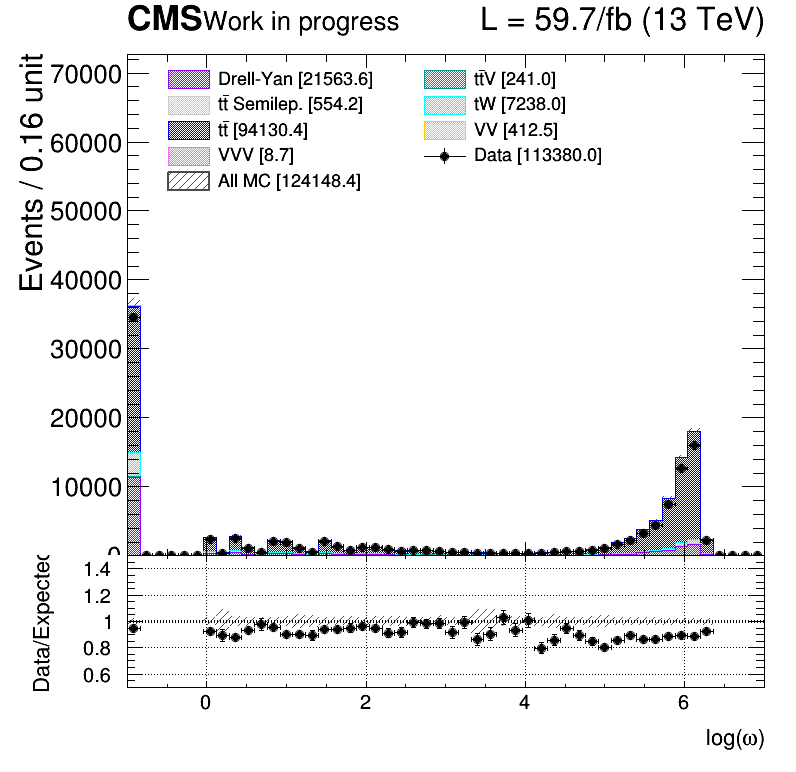 CMS Work in progress L = 59.7/fb (13 TeV)
Events / 0.16 unit
70000
60000
50000
40000
30000
20000
10000
0
Drell-Yan [21563.6]
tt̄ Semilep. [554.2]
tt̄ [94130.4]
VVV [8.7]
All MC [124148.4]
tt̄V [241.0]
tW [7238.0]
VV [412.5]
Data [113380.0]
Data/Expected
1.4
1.2
1
0.8
0.6
0 2 4 6
log(ω)